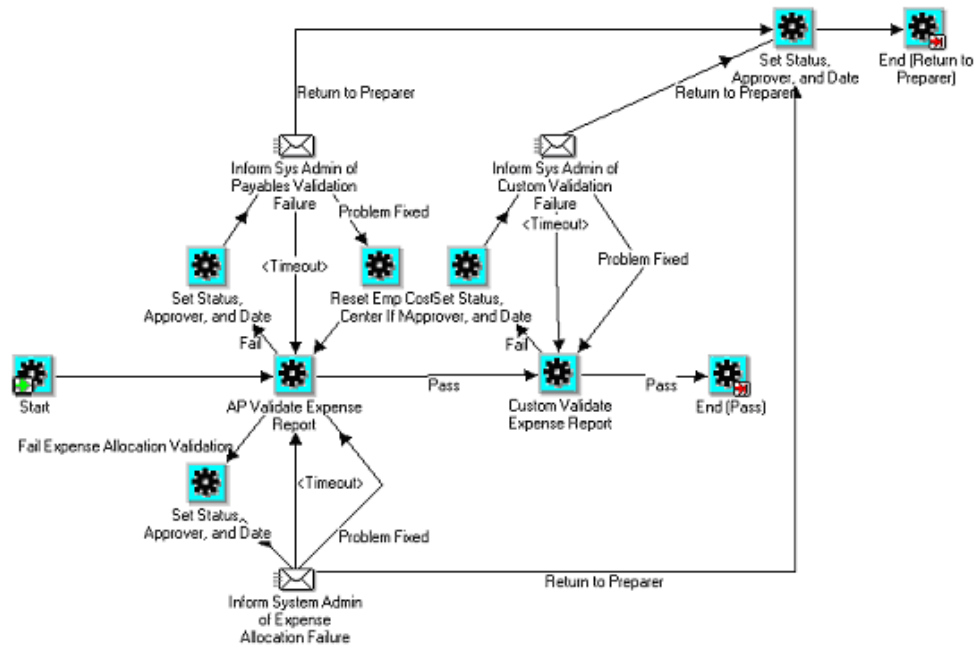 Set Status,
Approver, and Date
End (Return to
Preparer)
Return to Preparer
Return to Preparer
Inform Sys Admin of
Payables Validation
Failure
Inform Sys Admin of
Custom Validation
Failure
Problem Fixed
<Timeout>
<Timeout>
Problem Fixed
Set Status,
Approver, and Date
Reset Emp Cost
Center If
Set Status,
Approver, and Date
Fail
Fail
Start
AP Validate Expense
Report
Pass
Custom Validate
Expense Report
Pass
End (Pass)
Fail Expense Allocation Validation
<Timeout>
Set Status,
Approver, and Date
Problem Fixed
Return to Preparer
Inform System Admin
of Expense
Allocation Failure